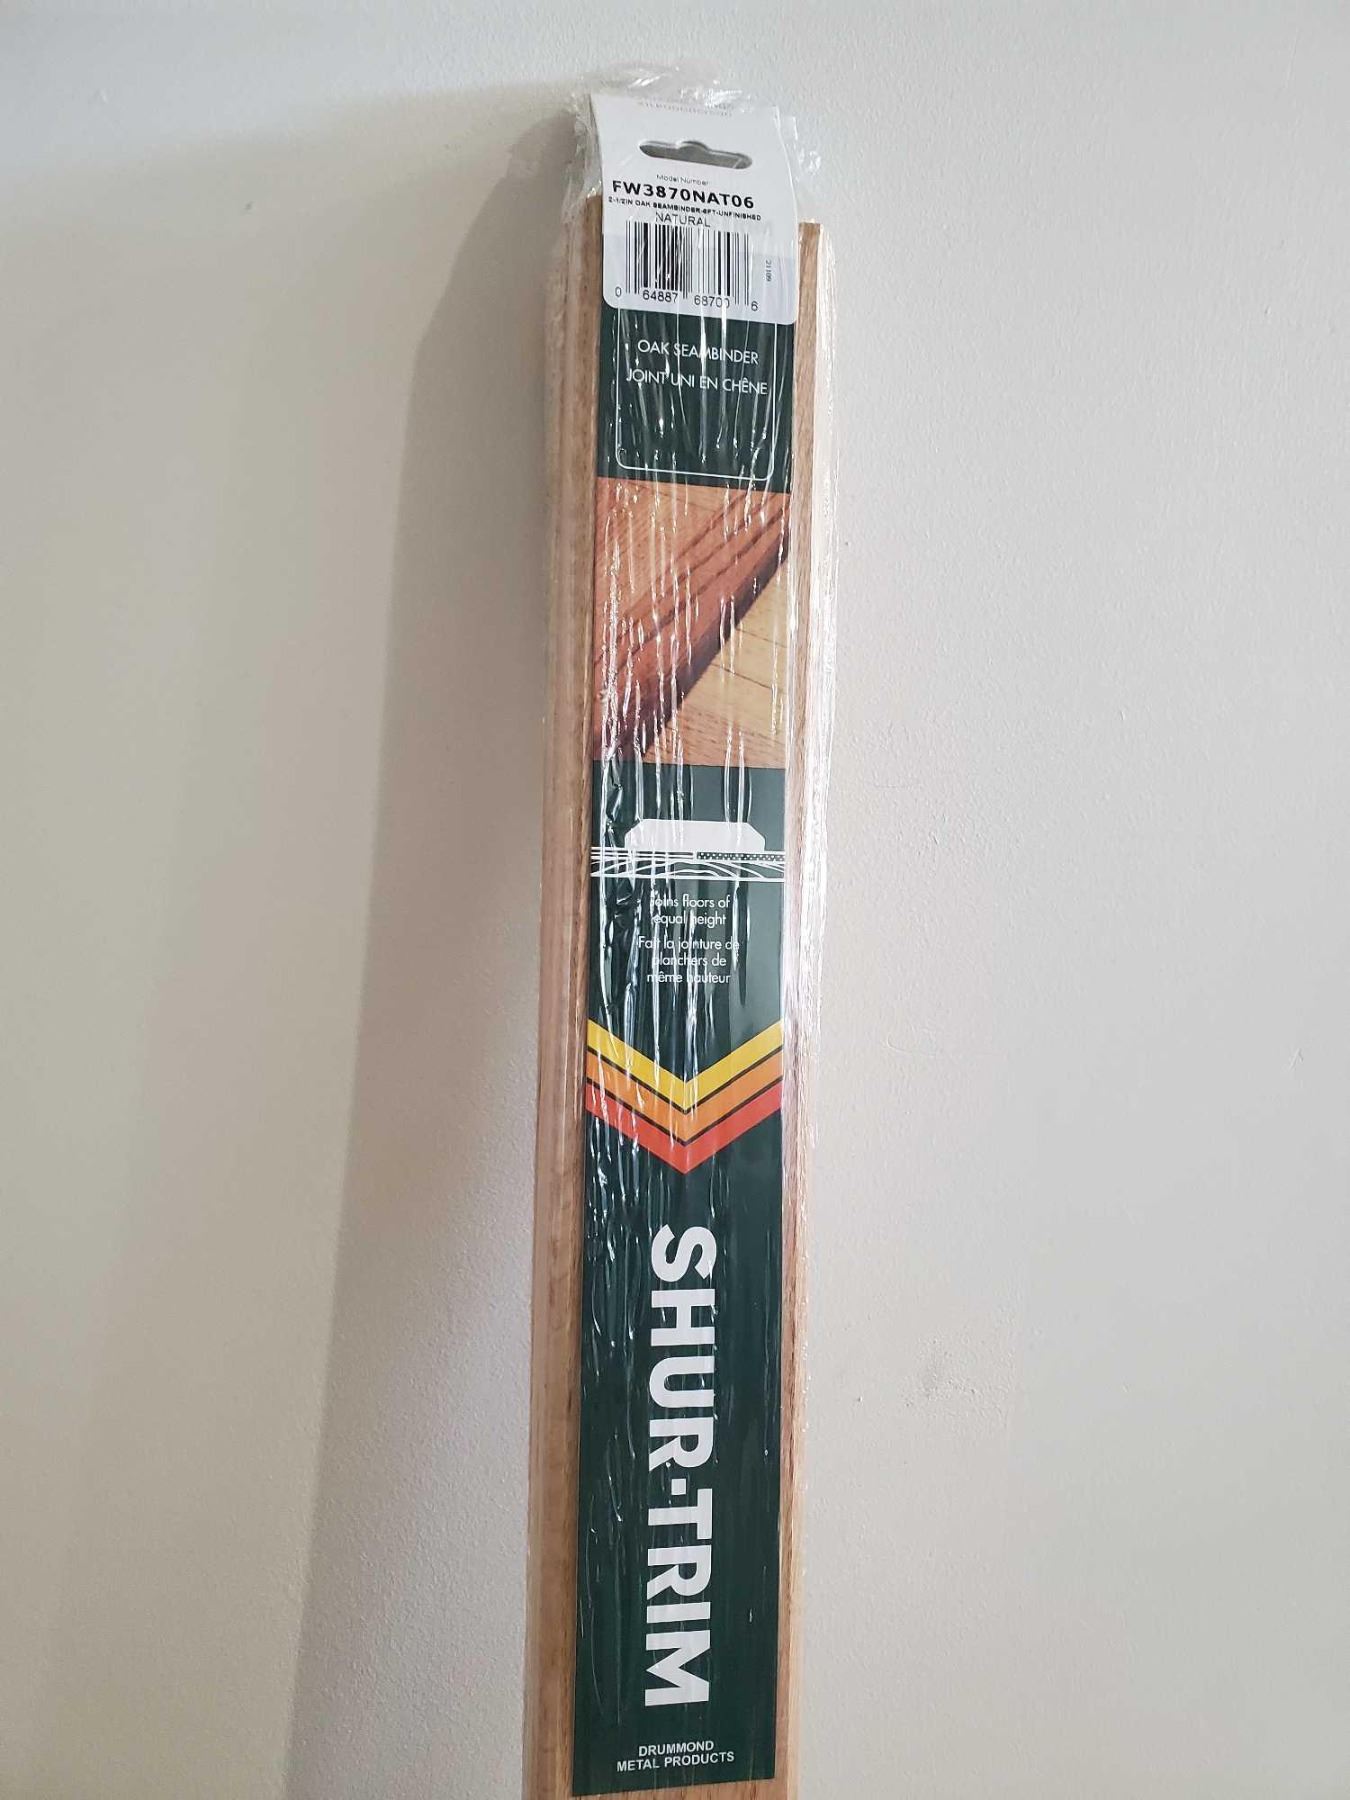 Model Number:
FW3870NAT06
2-1/2IN OAK SEAMBINDER-6FT-UNFINISHED
NATURAL
21109
0 64887 68700 6
OAK SEAMBINDER
JOINT UNI EN CHÊNE
Joins floors of
equal height
Fait la jointure de
planchers de
même hauteur
SHUR-TRIM
DRUMMOND
METAL PRODUCTS